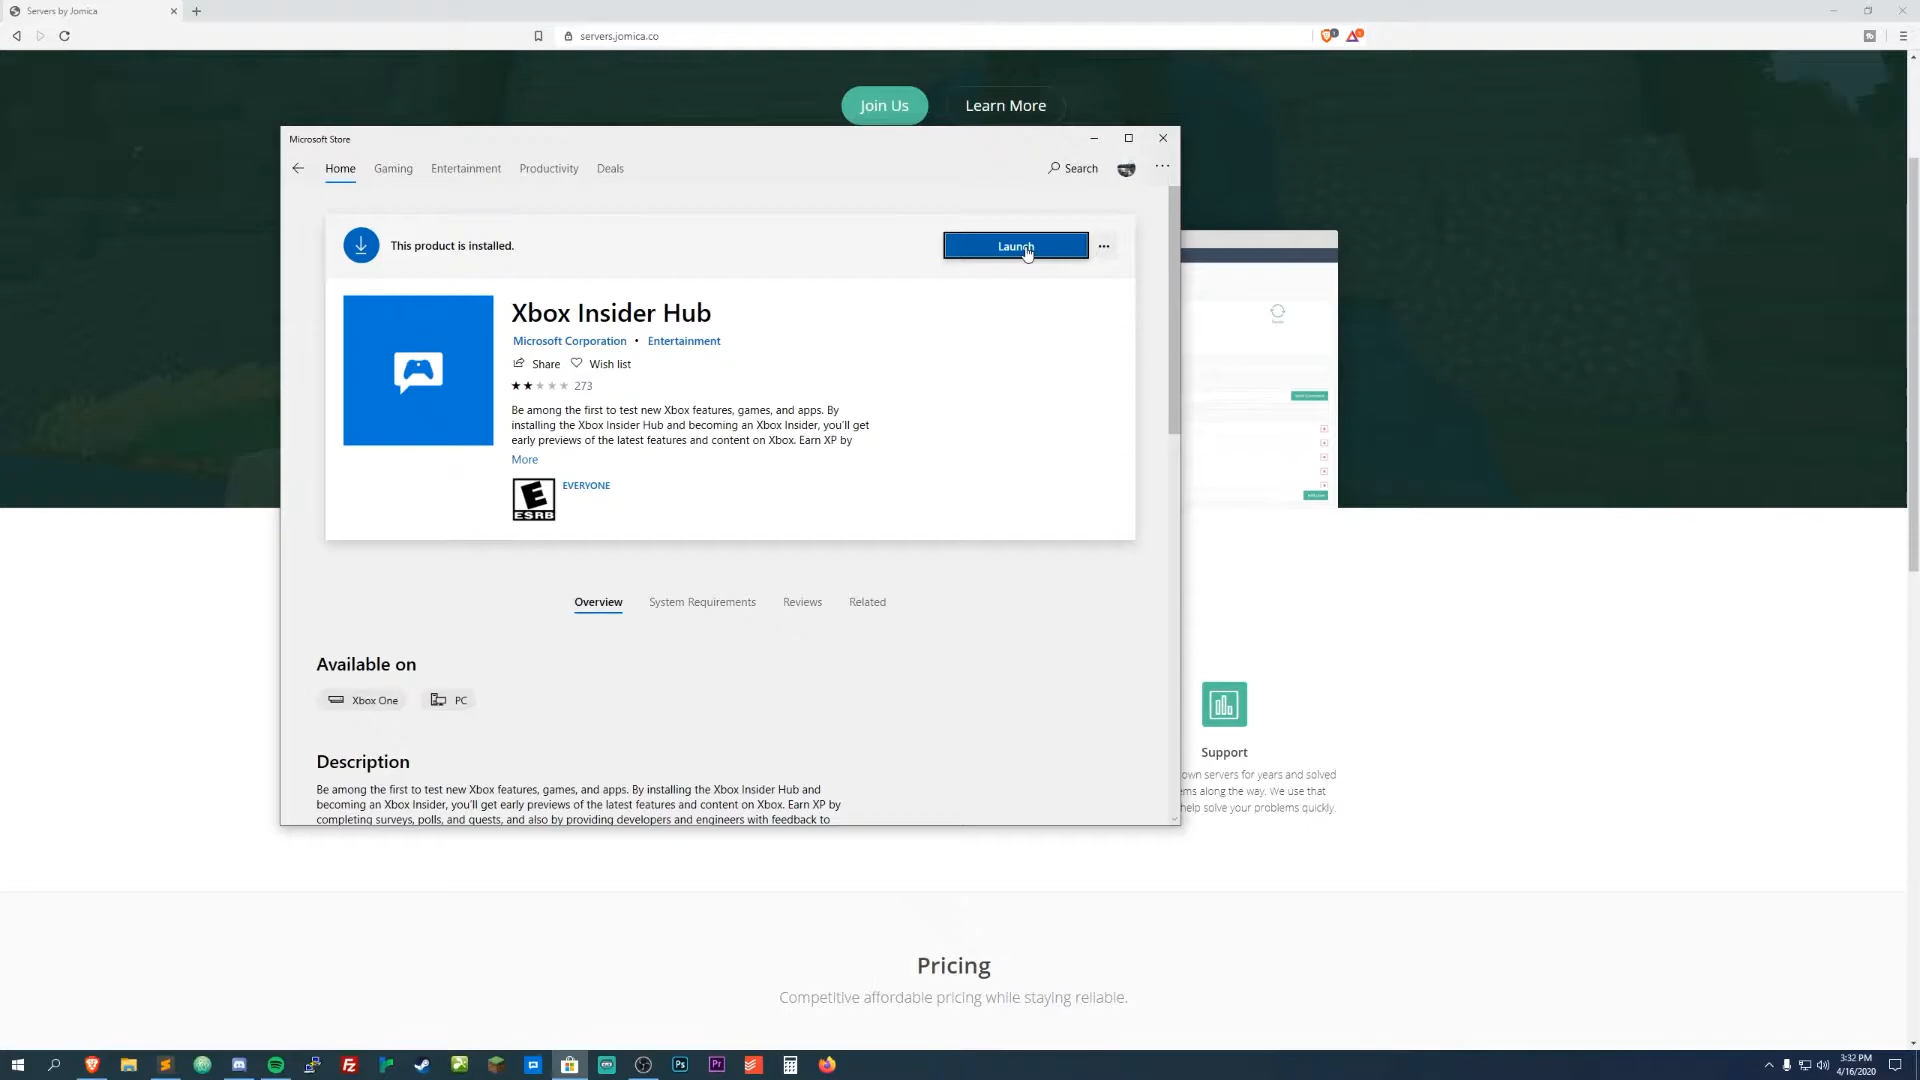 Servers by Jomica
servers.jomica.co
Join Us
Learn More
Microsoft Store
Home
Gaming
Entertainment
Productivity
Deals
Search
This product is installed.
Launch
Xbox Insider Hub
Microsoft Corporation • Entertainment
Share
Wish list
273
Be among the first to test new Xbox features, games, and apps. By
installing the Xbox Insider Hub and becoming an Xbox Insider, you'll get
early previews of the latest features and content on Xbox. Earn XP by
More
E
ESRB
EVERYONE
Overview
System Requirements
Reviews
Related
Available on
Xbox One
PC
Description
Be among the first to test new Xbox features, games, and apps. By installing the Xbox Insider Hub and
becoming an Xbox Insider, you'll get early previews of the latest features and content on Xbox. Earn XP by
completing surveys, polls, and quests, and also by providing developers and engineers with feedback to
Support
own servers for years and solved
ems along the way. We use that
help solve your problems quickly.
Pricing
Competitive affordable pricing while staying reliable.
Fz
Ps
Pr
3:32 PM
4/16/2020